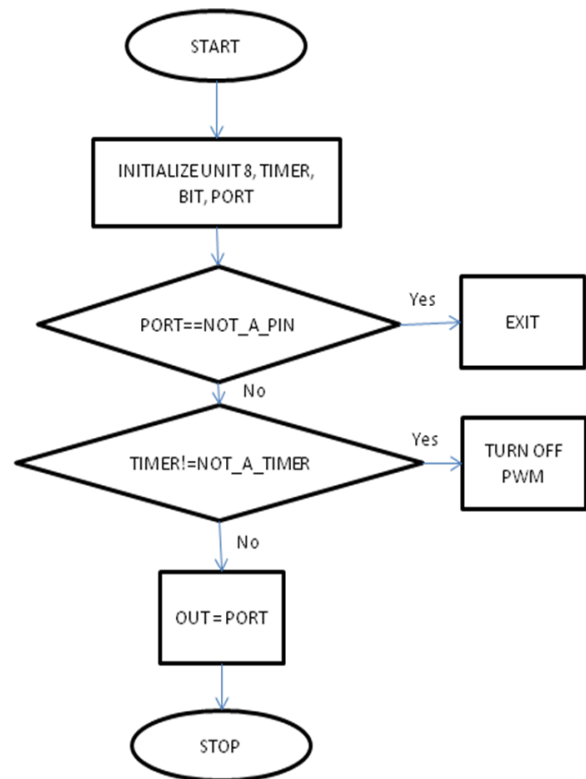 START
INITIALIZE UNIT 8, TIMER,
BIT, PORT
PORT==NOT_A_PIN
Yes
EXIT
No
TIMER!=NOT_A_TIMER
Yes
TURN OFF
PWM
No
OUT = PORT
STOP